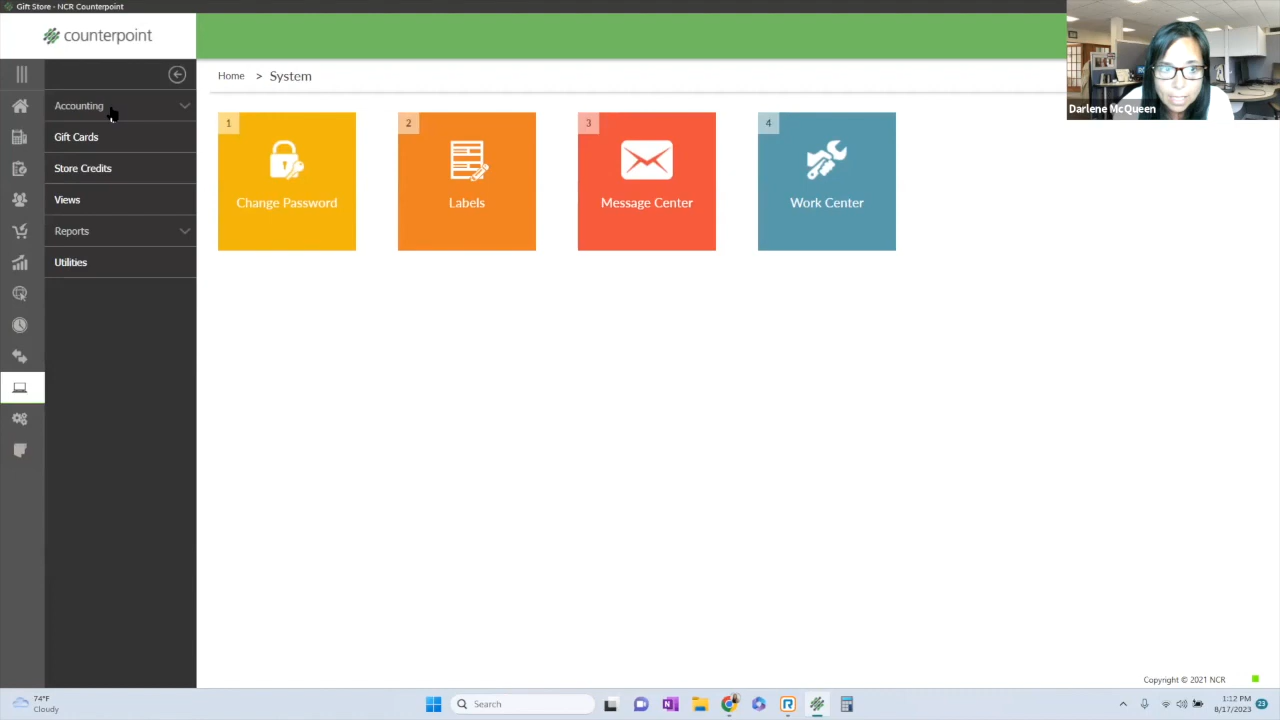 Gift Store - NCR Counterpoint
counterpoint
Home > System
Darlene McQueen
Accounting
Gift Cards
Store Credits
Views
Reports
Utilities
1
Change Password
2
Labels
3
Message Center
4
Work Center
Copyright © 2021 NCR
74°F
Cloudy
Search
1:12 PM
8/17/2023
23